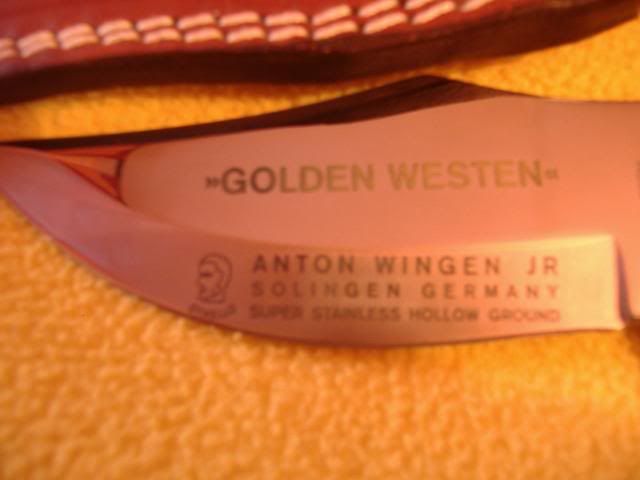 »GOLDEN WESTEN«
ANTON WINGEN JR
SOLINGEN GERMANY
SUPER STAINLESS HOLLOW GROUND